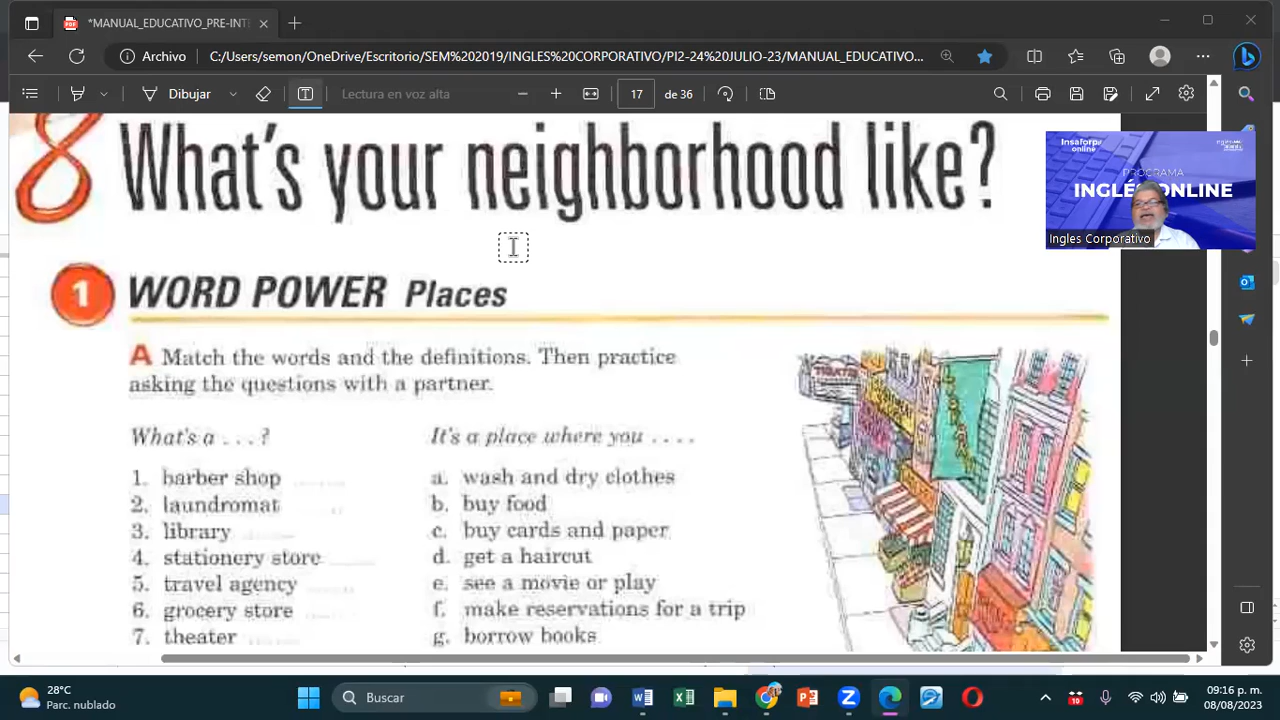 *MANUAL_EDUCATIVO_PRE-INTE
Archivo
C:/Users/semon/OneDrive/Escritorio/SEM%202019/INGLES%20CORPORATIVO/PI2-24%20JULIO-23/MANUAL_EDUCATIVO...
Dibujar
Lectura en voz alta
17
de 36
8 What's your neighborhood like?
Insaforp
online
PROGRAMA
INGLÉS ONLINE
Ingles Corporativo
1 WORD POWER Places
A Match the words and the definitions. Then practice
asking the questions with a partner.
What's a . . . ?
It's a place where you . . . .
1. barber shop
a. wash and dry clothes
2. laundromat
b. buy food
3. library
c. buy cards and paper
4. stationery store
d. get a haircut
5. travel agency
e. see a movie or play
6. grocery store
f. make reservations for a trip
7. theater
g. borrow books
28°C
Parc. nublado
Buscar
10
09:16 p. m.
08/08/2023